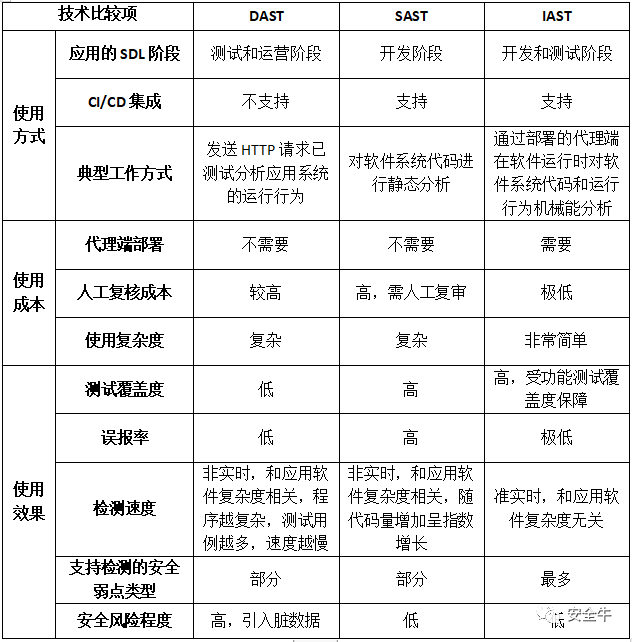 技术比较项 DAST SAST IAST
使用
方式
应用的 SDL 阶段 测试和运营阶段 开发阶段 开发和测试阶段
CI/CD 集成 不支持 支持 支持
典型工作方式
发送 HTTP 请求已
测试分析应用系统
的运行行为
对软件系统代码进
行静态分析
通过部署的代理端
在软件运行时对软
件系统代码和运行
行为机械能分析
使用
成本
代理端部署 不需要 不需要 需要
人工复核成本 较高 高，需人工复审 极低
使用复杂度 复杂 复杂 非常简单
使用
效果
测试覆盖度 低 高
高，受功能测试覆
盖度保障
误报率 低 高 极低
检测速度
非实时，和应用软
件复杂度相关，程
序越复杂，测试用
例越多，速度越慢
非实时，和应用软
件复杂度相关，随
代码量增加呈指数
增长
准实时，和应用软
件复杂度无关
支持检测的安全
弱点类型
部分 部分 最多
安全风险程度 高，引入脏数据 低 低
安全牛